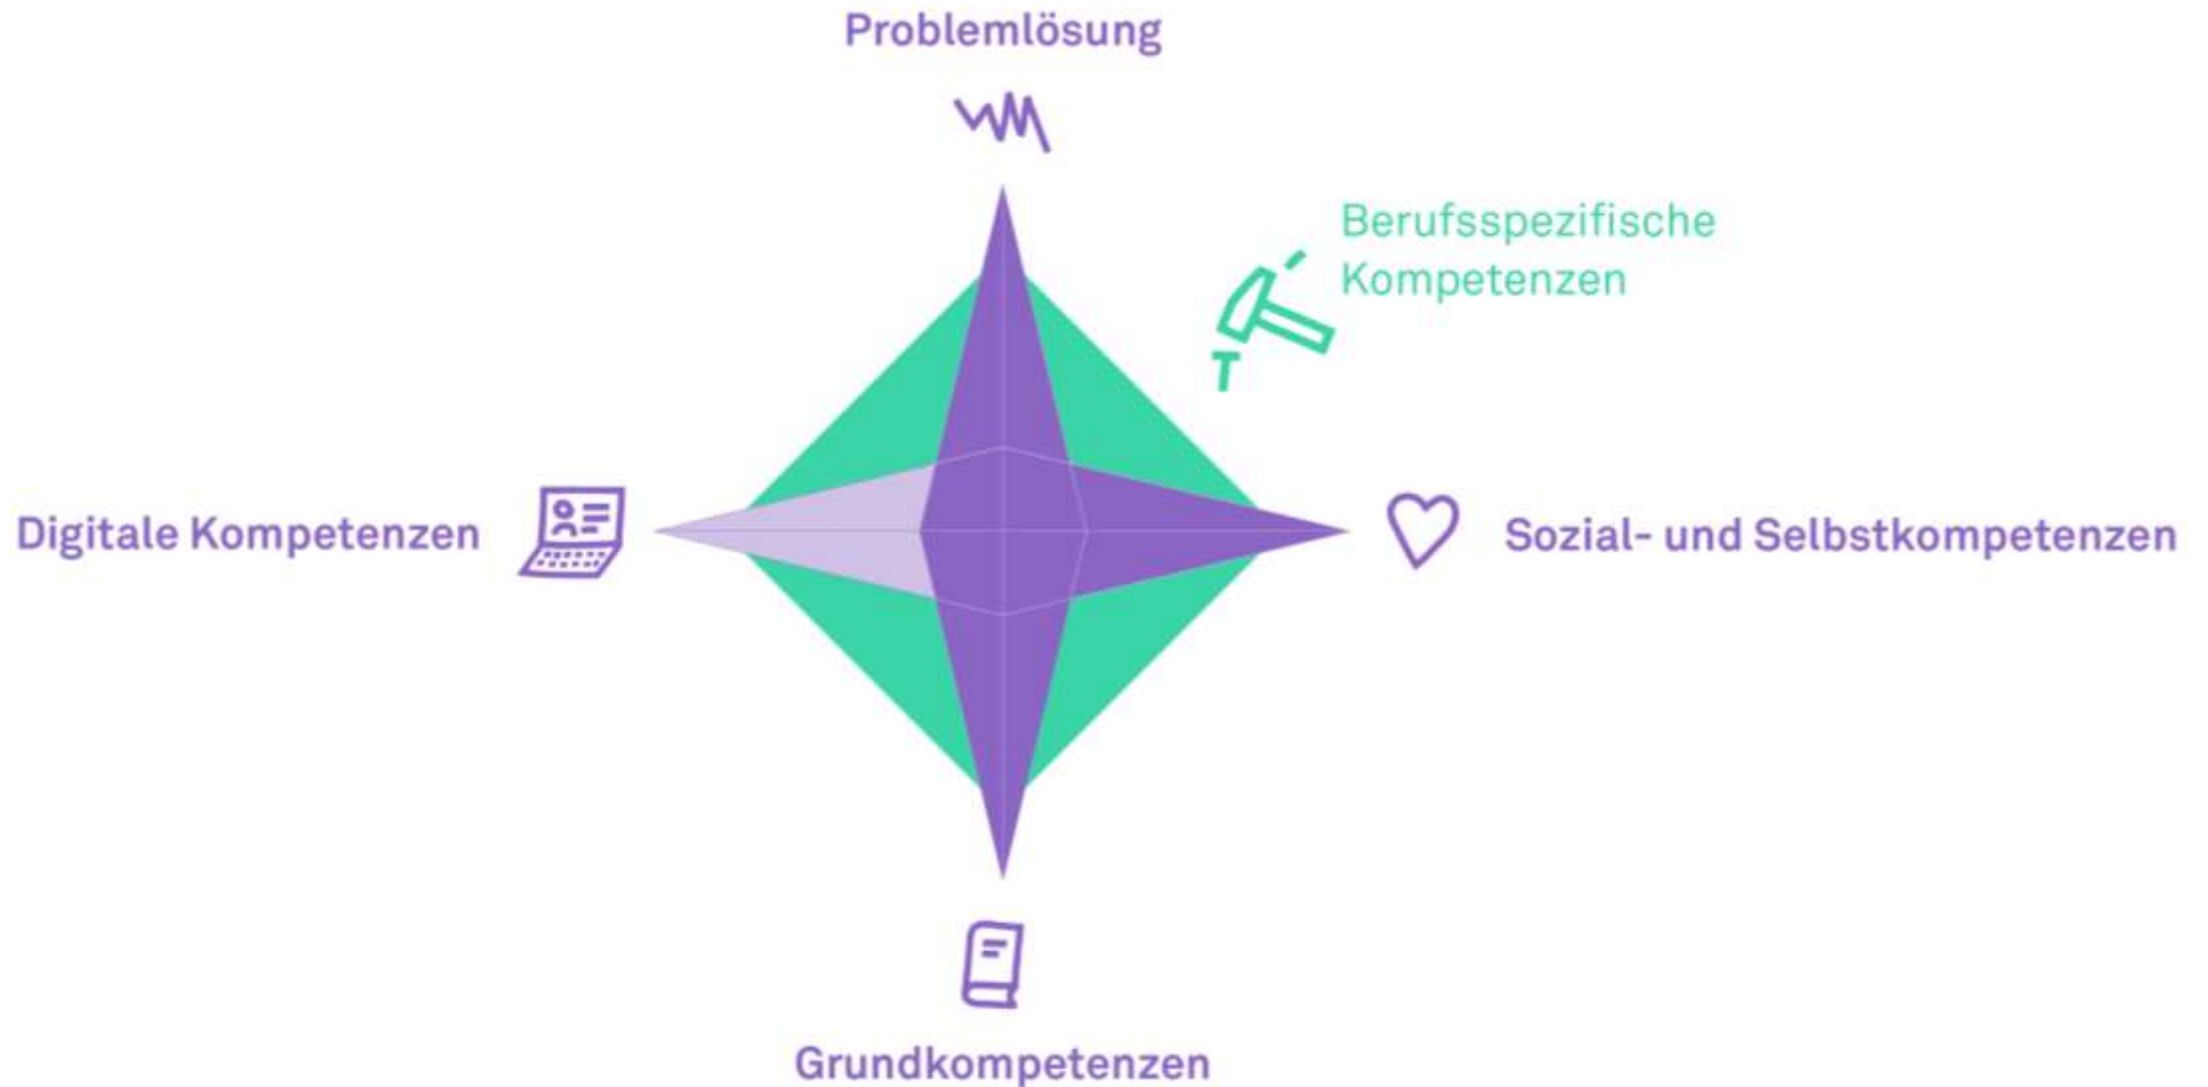 Problemlösung
Berufsspezifische
Kompetenzen
Digitale Kompetenzen
Sozial- und Selbstkompetenzen
Grundkompetenzen